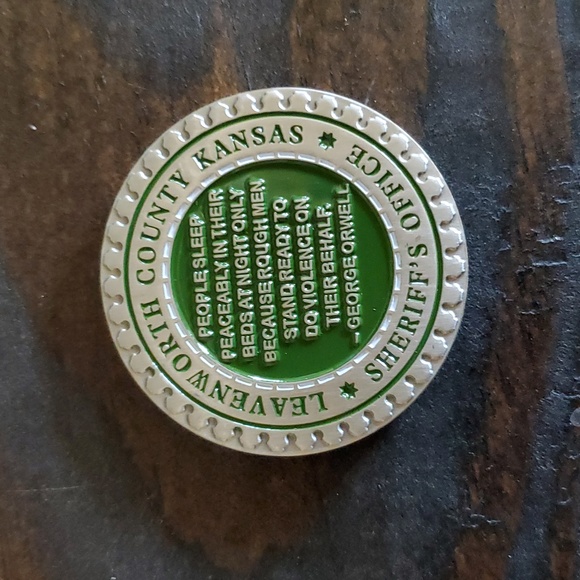 LEAVENWORTH COUNTY KANSAS
SHERIFF'S OFFICE
PEOPLE SLEEP
PEACEABLY IN THEIR
BEDS AT NIGHT ONLY
BECAUSE ROUGH MEN
STAND READY TO
DO VIOLENCE ON
THEIR BEHALF.
– GEORGE ORWELL